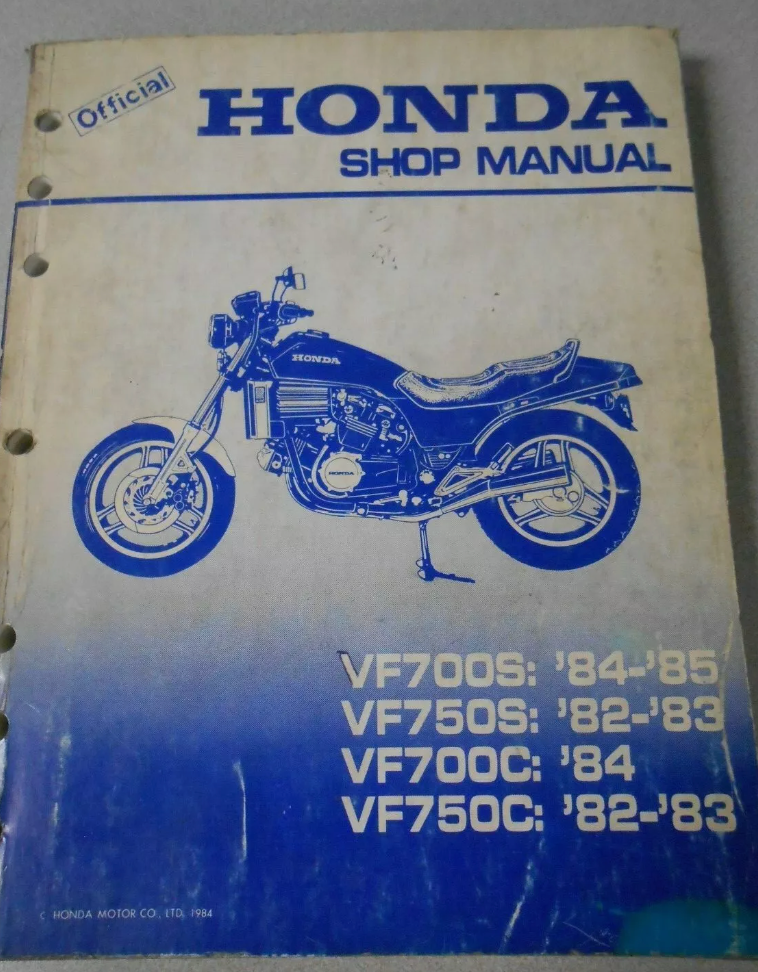 Official
HONDA
SHOP MANUAL
HONDA
HONDA
VF700S: '84-'85
VF750S: '82-'83
VF700C: '84
VF750C: '82-'83
© HONDA MOTOR CO., LTD. 1984